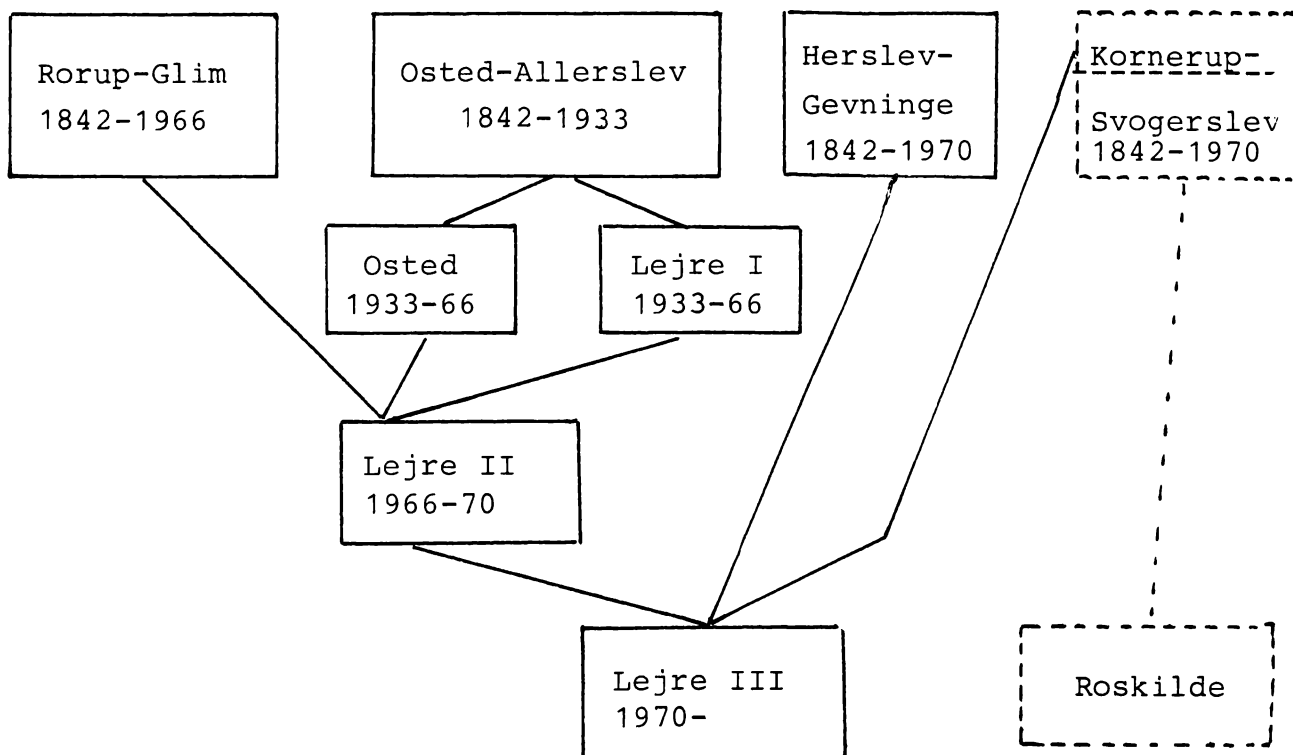 Rorup-Glim
1842-1966
Osted-Allerslev
1842-1933
Herslev-
Gevninge
1842-1970
Kornerup-
Svogerslev
1842-1970
Osted
1933-66
Lejre I
1933-66
Lejre II
1966-70
Lejre III
1970-
Roskilde